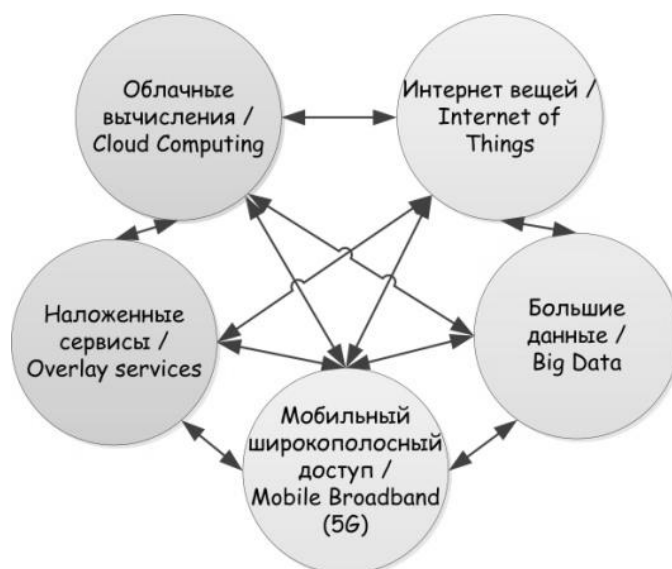 Облачные
вычисления /
Cloud Computing
Интернет вещей /
Internet of
Things
Наложенные
сервисы /
Overlay services
Большие
данные /
Big Data
Мобильный
широкополосный
доступ /
Mobile Broadband
(5G)